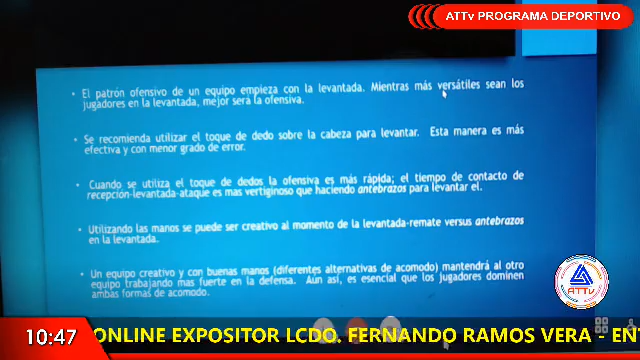 ATTv PROGRAMA DEPORTIVO
• El patrón ofensivo de un equipo empieza con la levantada. Mientras más versátiles sean los
jugadores en la levantada, mejor será la ofensiva.
• Se recomienda utilizar el toque de dedo sobre la cabeza para levantar. Esta manera es más
efectiva y con menor grado de error.
• Cuando se utiliza el toque de dedos la ofensiva es más rápida; el tiempo de contacto de
recepción-levantada-ataque es mas vertiginoso que haciendo antebrazos para levantar el.
• Utilizando las manos se puede ser creativo al momento de la levantada-remate versus antebrazos
en la levantada.
• Un equipo creativo y con buenas manos (diferentes alternativas de acomodo) mantendrá al otro
equipo trabajando mas fuerte en la defensa. Aún así, es esencial que los jugadores dominen
ambas formas de acomodo.
ATTv
10:47 ONLINE EXPOSITOR LCDO. FERNANDO RAMOS VERA - EN